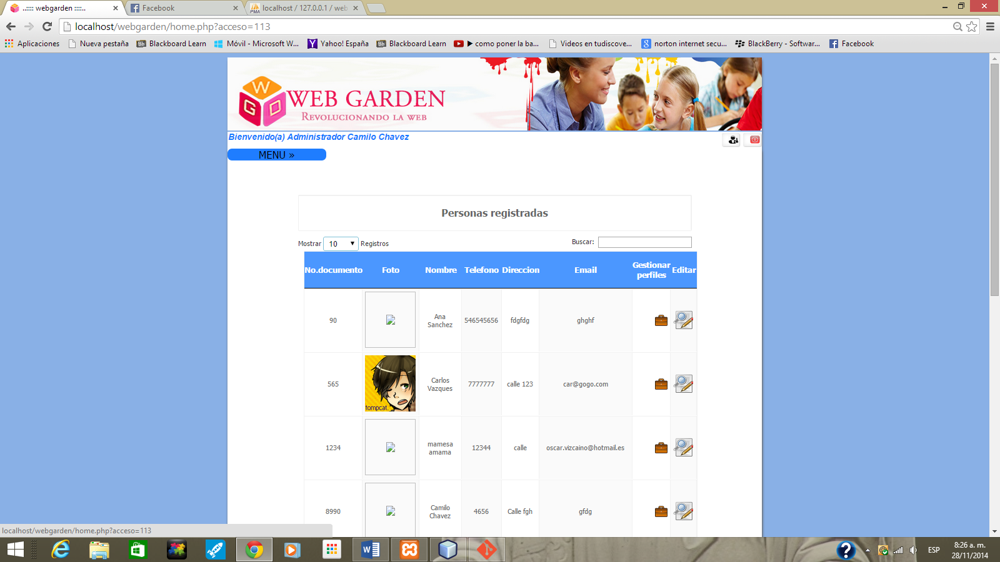 ..:::: webgarden ::::..
Facebook
localhost / 127.0.0.1 / web
localhost/webgarden/home.php?acceso=113
Aplicaciones
Nueva pestaña
Bb Blackboard Learn
Móvil - Microsoft W...
Yahoo! España
Bb Blackboard Learn
como poner la ba...
Videos en tudiscove...
norton internet secu...
BlackBerry - Softwar...
Facebook
W G D
WEB GARDEN
REVOLUCIONANDO LA WEB
Bienvenido(a) Administrador Camilo Chavez
MENU »
Personas registradas
Mostrar 10 Registros
Buscar:
No.documento Foto Nombre Telefono Direccion Email Gestionar perfiles Editar
90 Ana Sanchez 546545656 fdgfdg ghghf
565 tompcat. Carlos Vazques 7777777 calle 123 car@gogo.com
1234 mamesa amama 12344 calle oscar.vizcaino@hotmail.es
8990 Camilo Chavez 4656 Calle fgh gfdg
localhost/webgarden/home.php?acceso=113
ESP
8:26 a. m.
28/11/2014